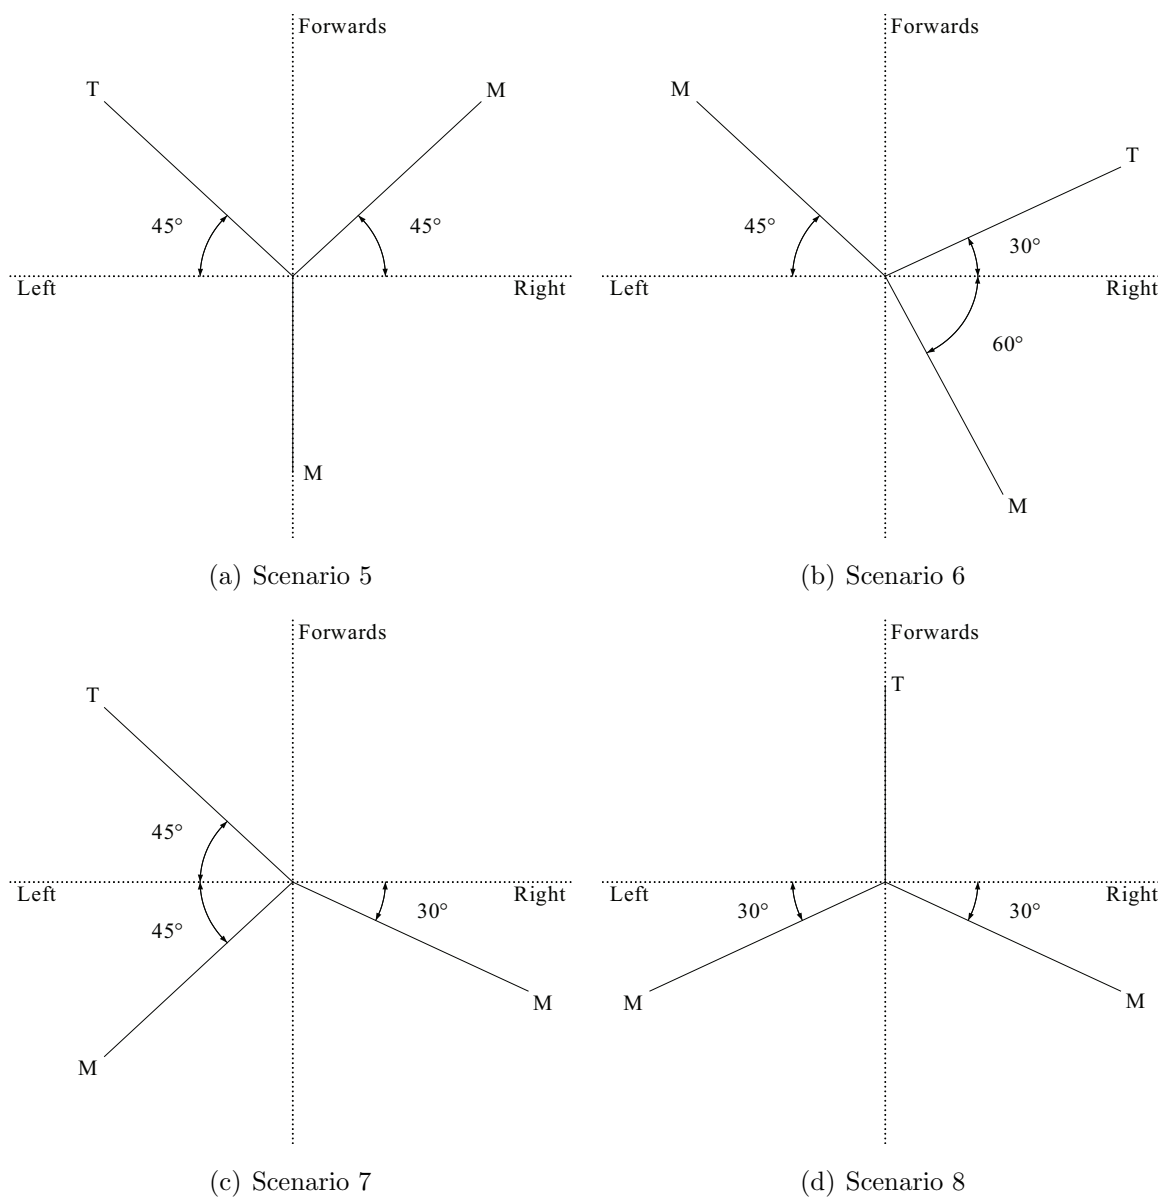 Forwards
T
M
45°
45°
Left
Right
M
(a) Scenario 5
Forwards
M
T
45°
30°
Left
Right
60°
M
(b) Scenario 6
Forwards
T
45°
Left
Right
45°
30°
M
M
(c) Scenario 7
Forwards
T
Left
Right
30°
30°
M
M
(d) Scenario 8